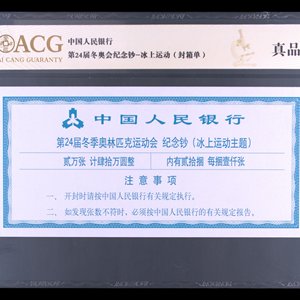 ACG
AI CANG GUARANTY
中国人民银行
第24届冬奥会纪念钞-冰上运动（封箱单）
真品
中国人民银行
第24届冬季奥林匹克运动会 纪念钞（冰上运动主题）
贰万张 计肆拾万圆整
内有贰拾捆 每捆壹仟张
注意事项
一、 开封时请按中国人民银行有关规定执行。
二、 如发现张数不符时，必须按中国人民银行的有关规定报告。